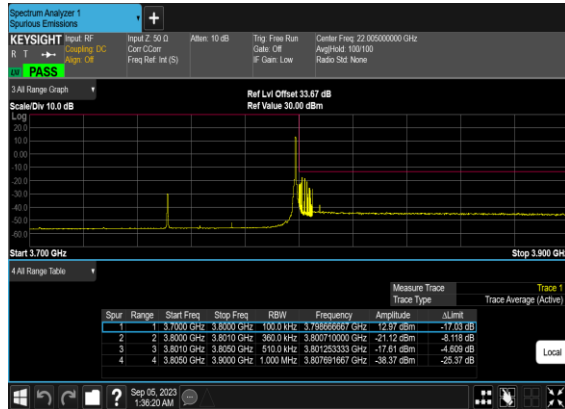 Spectrum Analyzer 1
Spurious Emissions
KEYSIGHT Input: RF Input Z: 50 Ω Atten: 10 dB Trig: Free Run Center Freq: 22.005000000 GHz
R T Coupling: DC Corr CCorr Gate: Off Avg|Hold: 100/100
Align: Off Freq Ref: Int (S) IF Gain: Low Radio Std: None
PASS
3 All Range Graph
Ref Lvl Offset 33.67 dB
Scale/Div 10.0 dB Ref Value 30.00 dBm
Log
20.0
10.0
0.00
-10.0
-20.0
-30.0
-40.0
-50.0
-60.0
Start 3.700 GHz Stop 3.900 GH
4 All Range Table
Measure Trace Trace 1
Trace Type Trace Average (Active)
Spur Range Start Freq Stop Freq RBW Frequency Amplitude ΔLimit
1 1 3.7000 GHz 3.8000 GHz 100.0 kHz 3.798666667 GHz 12.97 dBm -17.03 dB
2 2 3.8000 GHz 3.8010 GHz 360.0 kHz 3.800710000 GHz -21.12 dBm -8.118 dB
3 3 3.8010 GHz 3.8050 GHz 510.0 kHz 3.801253333 GHz -17.61 dBm -4.609 dB
4 4 3.8050 GHz 3.9000 GHz 1.000 MHz 3.807691667 GHz -38.37 dBm -25.37 dB
Local
Sep 05, 2023
1:36:20 AM